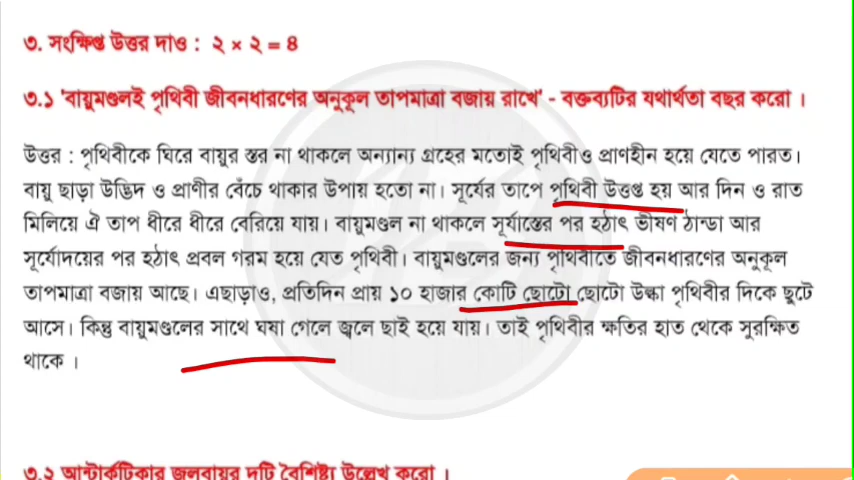 ৩. সংক্ষিপ্ত উত্তর দাও : ২ × ২ = ৪
৩.১ 'বায়ুমণ্ডলই পৃথিবী জীবনধারণের অনুকূল তাপমাত্রা বজায় রাখে' - বক্তব্যটির যথার্থতা বছর করো ।
উত্তর : পৃথিবীকে ঘিরে বায়ুর স্তর না থাকলে অন্যান্য গ্রহের মতোই পৃথিবীও প্রাণহীন হয়ে যেতে পারত।
বায়ু ছাড়া উদ্ভিদ ও প্রাণীর বেঁচে থাকার উপায় হতো না। সূর্যের তাপে পৃথিবী উত্তপ্ত হয় আর দিন ও রাত
মিলিয়ে ঐ তাপ ধীরে ধীরে বেরিয়ে যায়। বায়ুমণ্ডল না থাকলে সূর্যাস্তের পর হঠাৎ ভীষণ ঠান্ডা আর
সূর্যোদয়ের পর হঠাৎ প্রবল গরম হয়ে যেত পৃথিবী। বায়ুমণ্ডলের জন্য পৃথিবীতে জীবনধারণের অনুকূল
তাপমাত্রা বজায় আছে। এছাড়াও, প্রতিদিন প্রায় ১০ হাজার কোটি ছোটো ছোটো উল্কা পৃথিবীর দিকে ছুটে
আসে। কিন্তু বায়ুমণ্ডলের সাথে ঘষা গেলে জ্বলে ছাই হয়ে যায়। তাই পৃথিবীর ক্ষতির হাত থেকে সুরক্ষিত
থাকে ।
৩.২ আন্টার্কটিকার জলবায়ুর দুটি বৈশিষ্ট্য উল্লেখ করো ।